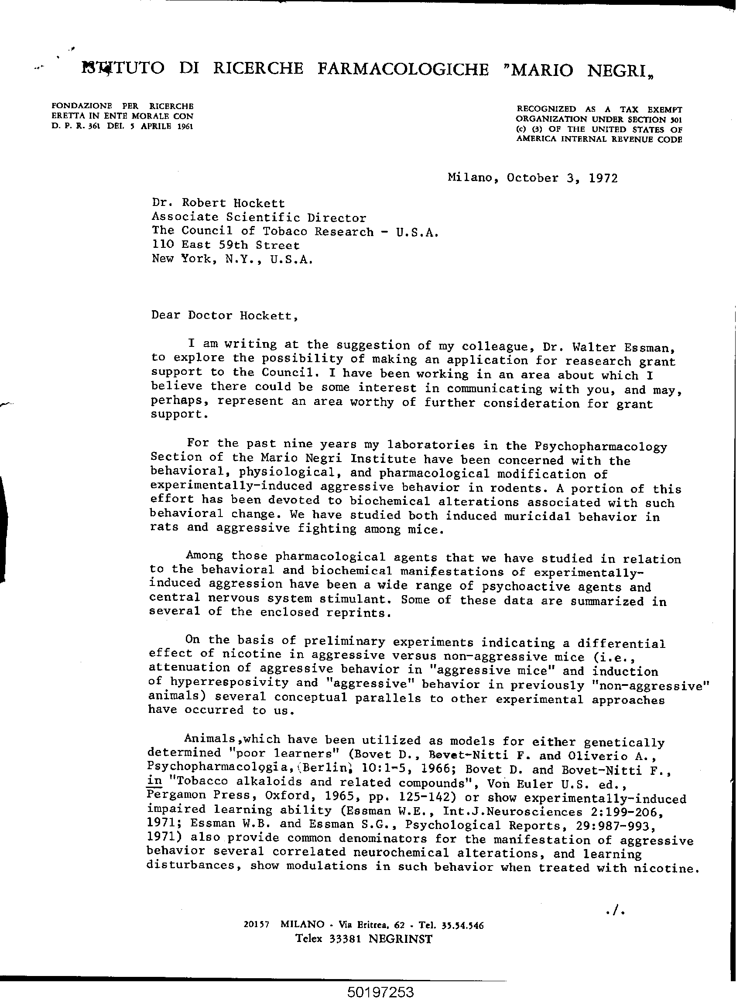 ISTITUTO DI RICERCHE FARMACOLOGICHE "MARIO NEGRI„
FONDAZIONE PER RICERCHE
ERETTA IN ENTE MORALE CON
D. P. R. 361 DEL 5 APRILE 1961
RECOGNIZED AS A TAX EXEMPT
ORGANIZATION UNDER SECTION 501
(c) (3) OF THE UNITED STATES OF
AMERICA INTERNAL REVENUE CODE
Milano, October 3, 1972
Dr. Robert Hockett
Associate Scientific Director
The Council of Tobaco Research - U.S.A.
110 East 59th Street
New York, N.Y., U.S.A.
Dear Doctor Hockett,
I am writing at the suggestion of my colleague, Dr. Walter Essman,
to explore the possibility of making an application for reasearch grant
support to the Council. I have been working in an area about which I
believe there could be some interest in communicating with you, and may,
perhaps, represent an area worthy of further consideration for grant
support.
For the past nine years my laboratories in the Psychopharmacology
Section of the Mario Negri Institute have been concerned with the
behavioral, physiological, and pharmacological modification of
experimentally-induced aggressive behavior in rodents. A portion of this
effort has been devoted to biochemical alterations associated with such
behavioral change. We have studied both induced muricidal behavior in
rats and aggressive fighting among mice.
Among those pharmacological agents that we have studied in relation
to the behavioral and biochemical manifestations of experimentally-
induced aggression have been a wide range of psychoactive agents and
central nervous system stimulant. Some of these data are summarized in
several of the enclosed reprints.
On the basis of preliminary experiments indicating a differential
effect of nicotine in aggressive versus non-aggressive mice (i.e.,
attenuation of aggressive behavior in "aggressive mice" and induction
of hyperresposivity and "aggressive" behavior in previously "non-aggressive"
animals) several conceptual parallels to other experimental approaches
have occurred to us.
Animals,which have been utilized as models for either genetically
determined "poor learners" (Bovet D., Bovet-Nitti F. and Oliverio A.,
Psychopharmacologia, (Berlin) 10:1-5, 1966; Bovet D. and Bovet-Nitti F.,
in "Tobacco alkaloids and related compounds", Von Euler U.S. ed.,
Pergamon Press, Oxford, 1965, pp. 125-142) or show experimentally-induced
impaired learning ability (Essman W.E., Int.J.Neurosciences 2:199-206,
1971; Essman W.B. and Essman S.G., Psychological Reports, 29:987-993,
1971) also provide common denominators for the manifestation of aggressive
behavior several correlated neurochemical alterations, and learning
disturbances, show modulations in such behavior when treated with nicotine.
./.
20157 MILANO - Via Eritrea, 62 - Tel. 35.54.546
Telex 33381 NEGRINST
50197253